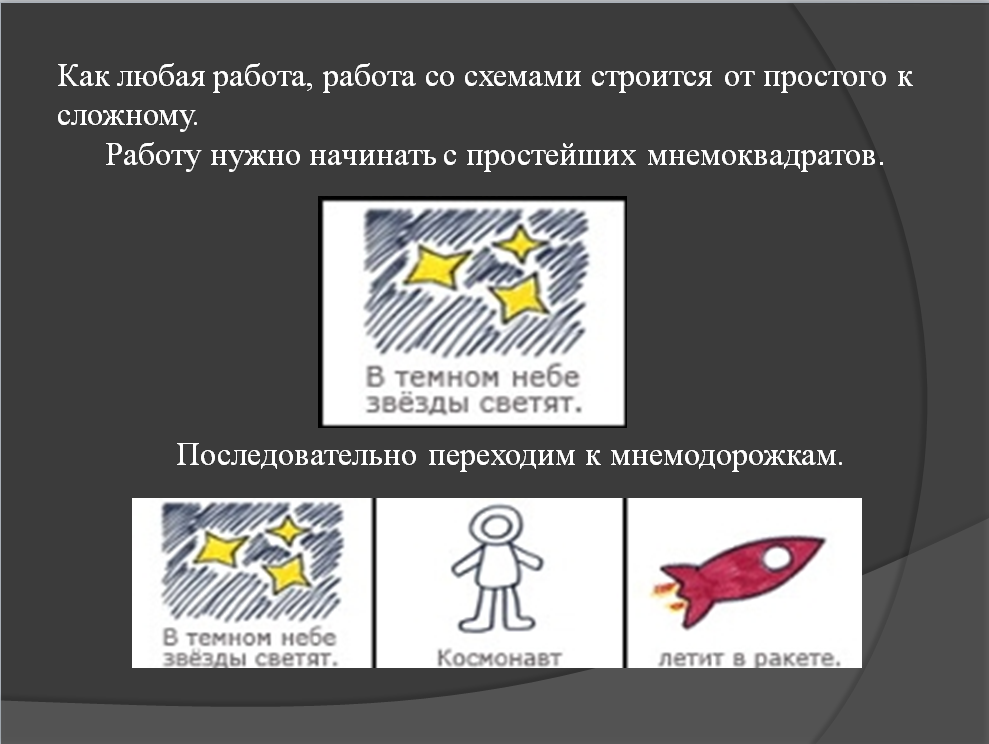 Как любая работа, работа со схемами строится от простого к
сложному.
Работу нужно начинать с простейших мнемоквадратов.
В темном небе
звёзды светят.
Последовательно переходим к мнемодорожкам.
В темном небе
звёзды светят.
Космонавт
летит в ракете.